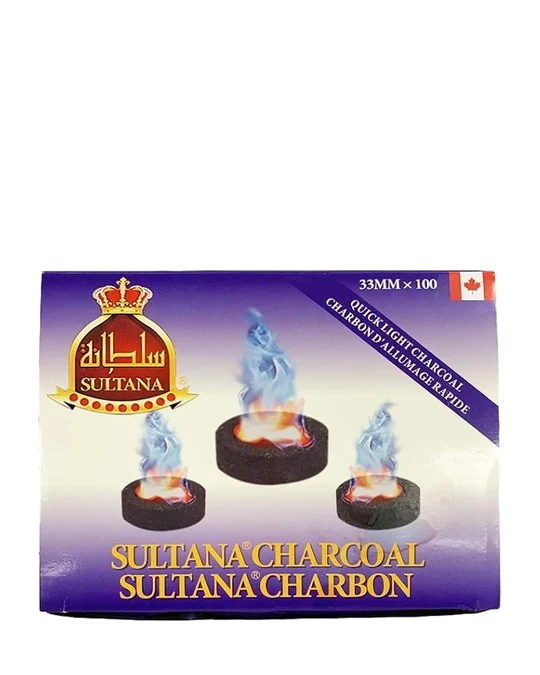 33MM × 100
QUICK LIGHT CHARCOAL
CHARBON D'ALLUMAGE RAPIDE
سلطانة
SULTANA®
SULTANA® CHARCOAL
SULTANA® CHARBON